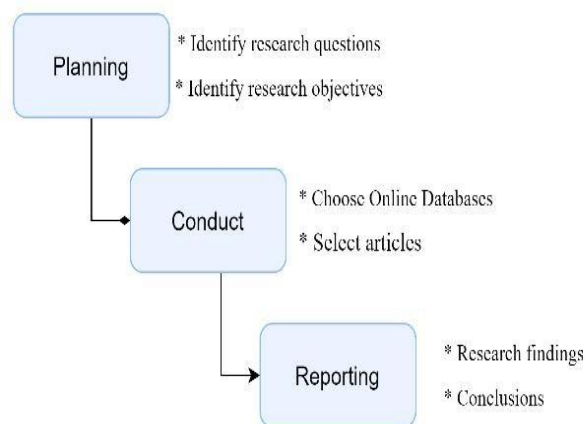 Planning
* Identify research questions
* Identify research objectives
Conduct
* Choose Online Databases
* Select articles
Reporting
* Research findings
* Conclusions